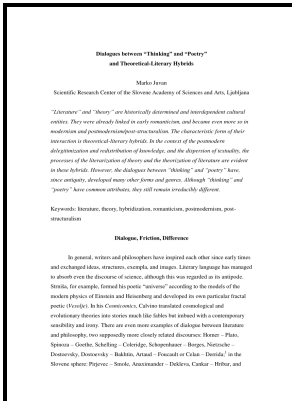 Dialogues between “Thinking” and “Poetry”
and Theoretical-Literary Hybrids
Marko Juvan
Scientific Research Center of the Slovene Academy of Sciences and Arts, Ljubljana
“Literature” and “theory” are historically determined and interdependent cultural
entities. They were already linked in early romanticism, and became even more so in
modernism and postmodernism/post-structuralism. The characteristic form of their
interaction is theoretical-literary hybrids. In the context of the postmodern
delegitimization and redistribution of knowledge, and the dispersion of textuality, the
processes of the literarization of theory and the theorization of literature are evident
in these hybrids. However, the dialogues between “thinking” and “poetry” have,
since antiquity, developed many other forms and genres. Although “thinking” and
“poetry” have common attributes, they still remain irreducibly different.
Keywords: literature, theory, hybridization, romanticism, postmodernism, post-
structuralism
Dialogue, Friction, Difference
In general, writers and philosophers have inspired each other since early times
and exchanged ideas, structures, exempla, and images. Literary language has managed
to absorb even the discourse of science, although this was regarded as its antipode.
Strniša, for example, formed his poetic “universe” according to the models of the
modern physics of Einstein and Heisenberg and developed its own particular fractal
poetic (Vesolje). In his Cosmicomics, Calvino translated cosmological and
evolutionary theories into stories much like fables but imbued with a contemporary
sensibility and irony. There are even more examples of dialogue between literature
and philosophy, two supposedly more closely related discourses: Homer – Plato,
Spinoza – Goethe, Schelling – Coleridge, Schopenhauer – Borges, Nietzsche –
Dostoevsky, Dostoevsky – Bakhtin, Artaud – Foucault or Celan – Derrida;
in the
Slovene sphere: Pirjevec – Smole, Anaximander – Dekleva, Cankar – Hribar, and